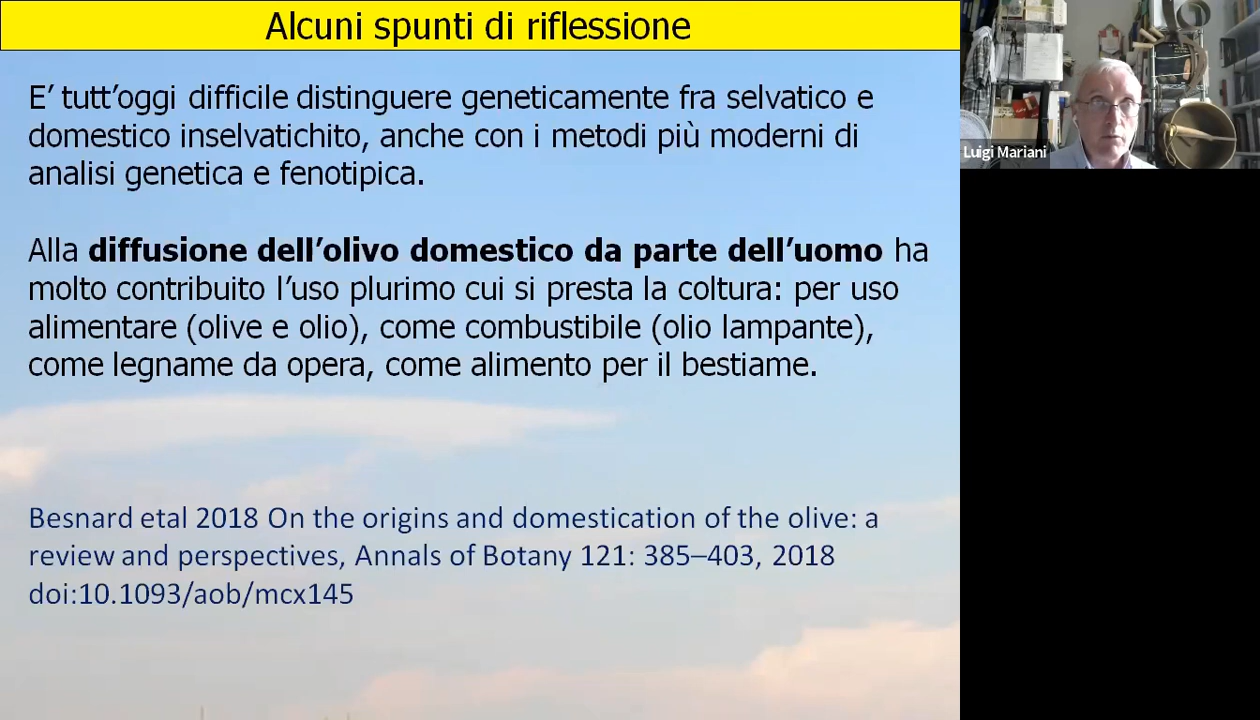 Alcuni spunti di riflessione
E' tutt'oggi difficile distinguere geneticamente fra selvatico e
domestico inselvatichito, anche con i metodi più moderni di
analisi genetica e fenotipica.
Alla diffusione dell'olivo domestico da parte dell'uomo ha
molto contribuito l'uso plurimo cui si presta la coltura: per uso
alimentare (olive e olio), come combustibile (olio lampante),
come legname da opera, come alimento per il bestiame.
Besnard etal 2018 On the origins and domestication of the olive: a
review and perspectives, Annals of Botany 121: 385–403, 2018
doi:10.1093/aob/mcx145
Luigi Mariani